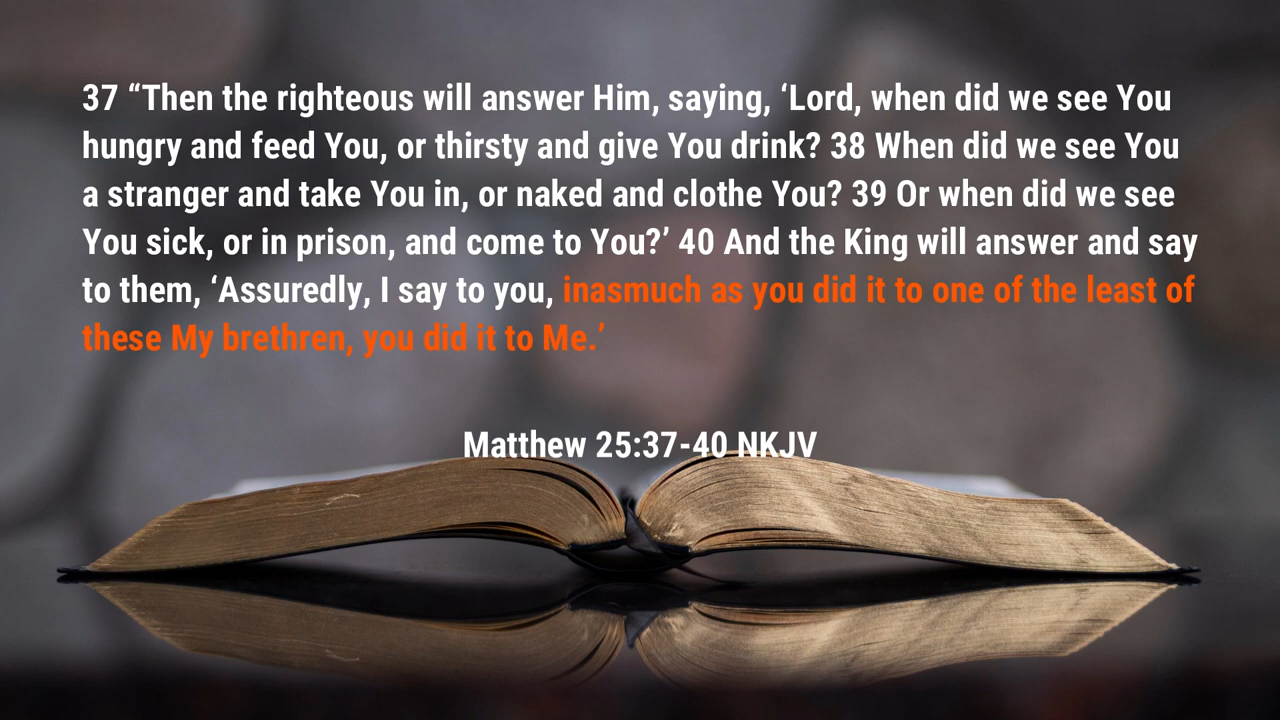 37 “Then the righteous will answer Him, saying, ‘Lord, when did we see You
hungry and feed You, or thirsty and give You drink? 38 When did we see You
a stranger and take You in, or naked and clothe You? 39 Or when did we see
You sick, or in prison, and come to You?’ 40 And the King will answer and say
to them, ‘Assuredly, I say to you, inasmuch as you did it to one of the least of
these My brethren, you did it to Me.’
Matthew 25:37-40 NKJV